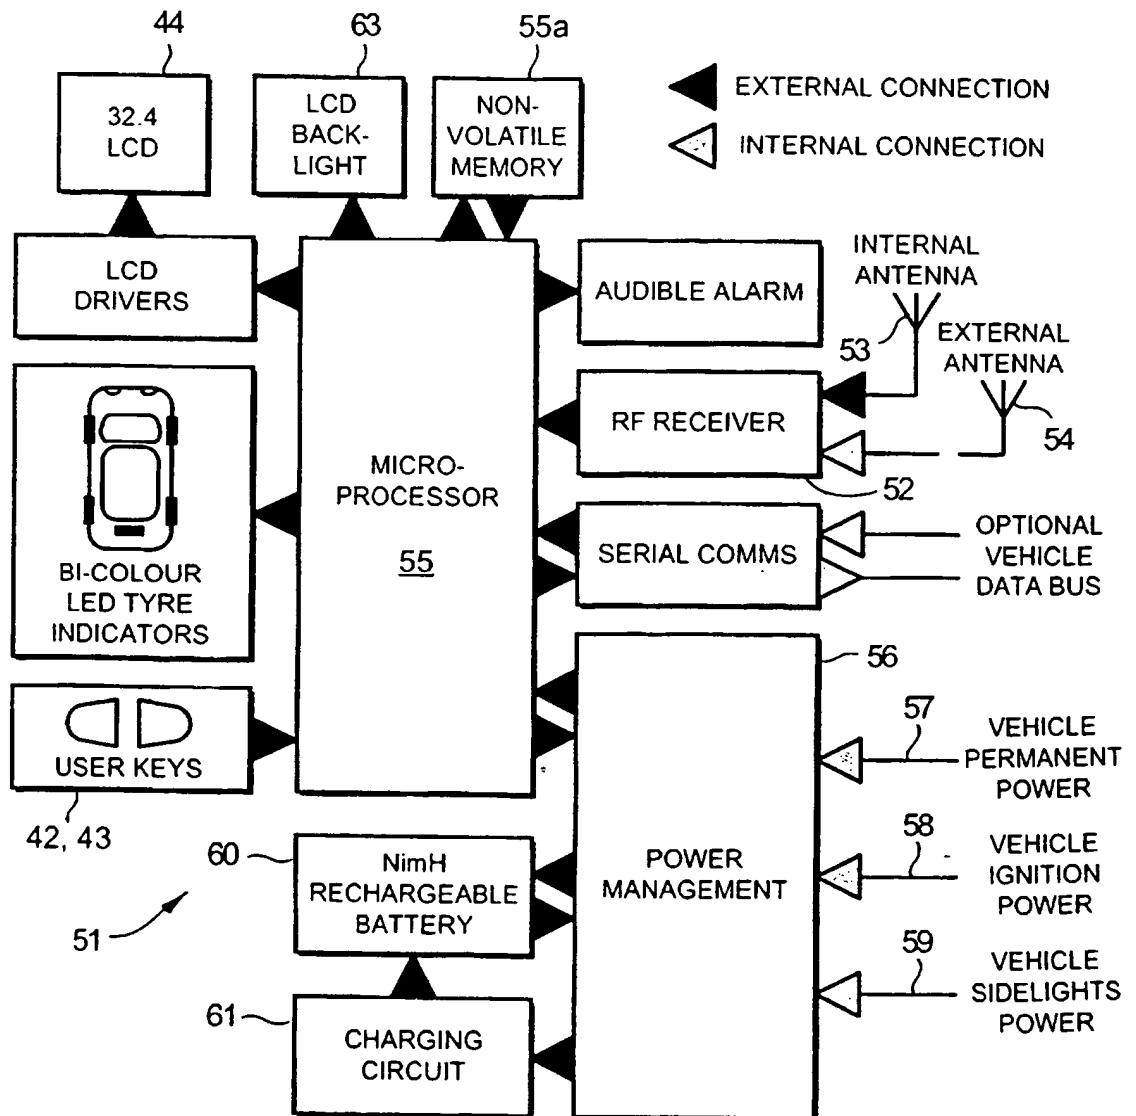 44
63
55a
32.4
LCD
LCD
BACK-
LIGHT
NON-
VOLATILE
MEMORY
EXTERNAL CONNECTION
INTERNAL CONNECTION
LCD
DRIVERS
AUDIBLE ALARM
INTERNAL
ANTENNA
53
EXTERNAL
ANTENNA
54
RF RECEIVER
52
MICRO-
PROCESSOR
55
BI-COLOUR
LED TYRE
INDICATORS
SERIAL COMMS
OPTIONAL
VEHICLE
DATA BUS
USER KEYS
42, 43
56
POWER
MANAGEMENT
57
VEHICLE
PERMANENT
POWER
58
VEHICLE
IGNITION
POWER
59
VEHICLE
SIDELIGHTS
POWER
60
NimH
RECHARGEABLE
BATTERY
51
61
CHARGING
CIRCUIT